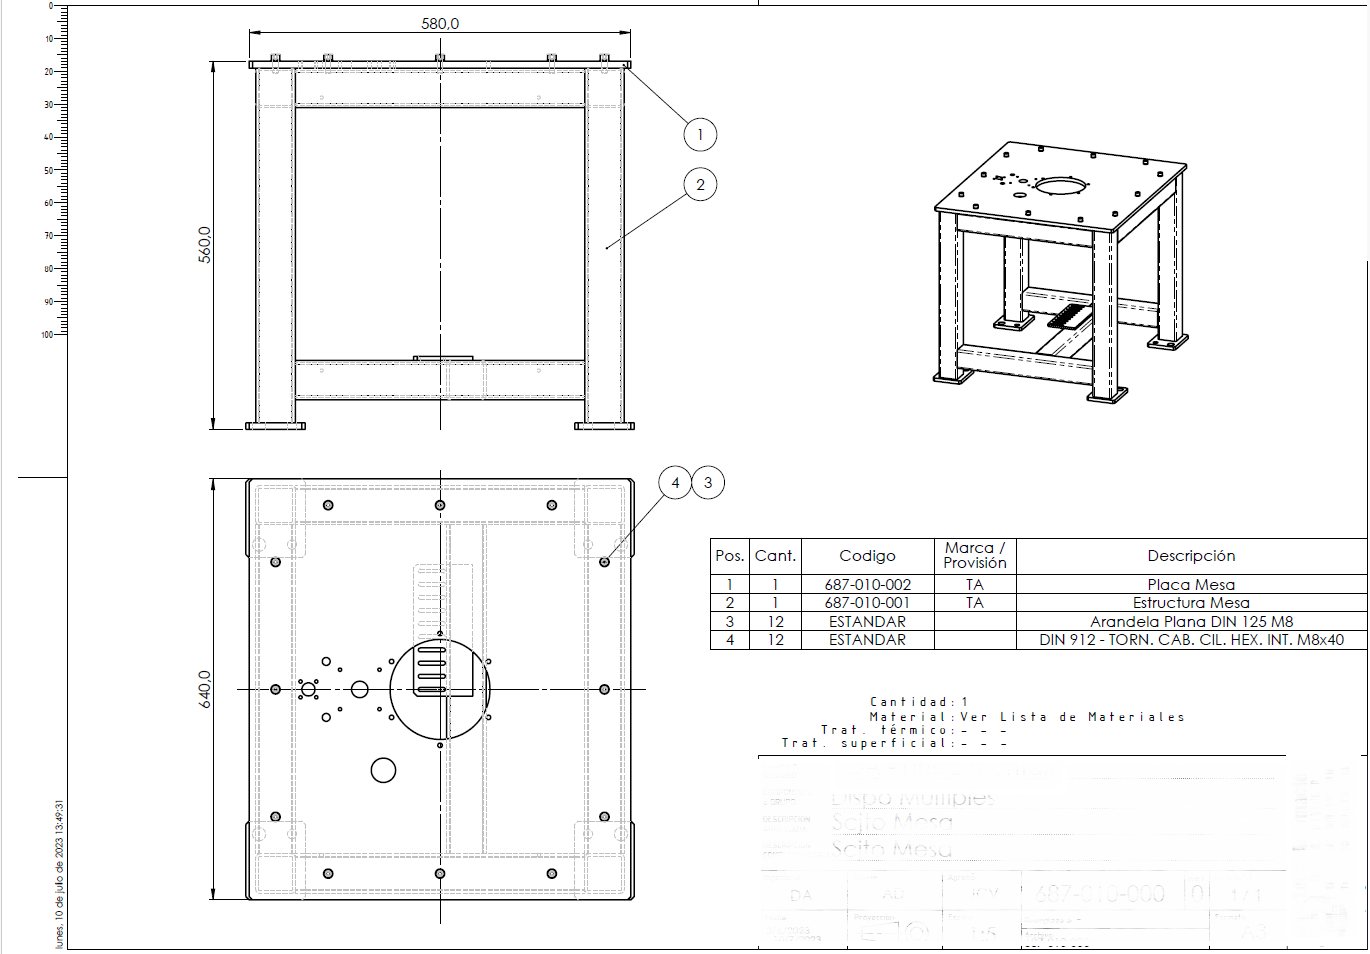 0
10
20
30
40
50
60
70
80
90
100
580,0
560,0
1
2
640,0
4 3
Pos. Cant. Codigo Marca / Provisión Descripción
1 1 687-010-002 TA Placa Mesa
2 1 687-010-001 TA Estructura Mesa
3 12 ESTANDAR Arandela Plana DIN 125 M8
4 12 ESTANDAR DIN 912 - TORN. CAB. CIL. HEX. INT. M8x40
Cantidad: 1
Material: Ver Lista de Materiales
Trat. térmico: - - -
Trat. superficial: - - -
Dispo Multiples
DESCRIPTION Scito Mesa
Scito Mesa
DA AD JCV 687-010-000 0 1/1
Proyección
1:5 A3
lunes, 10 de julio de 2023 13:49:31